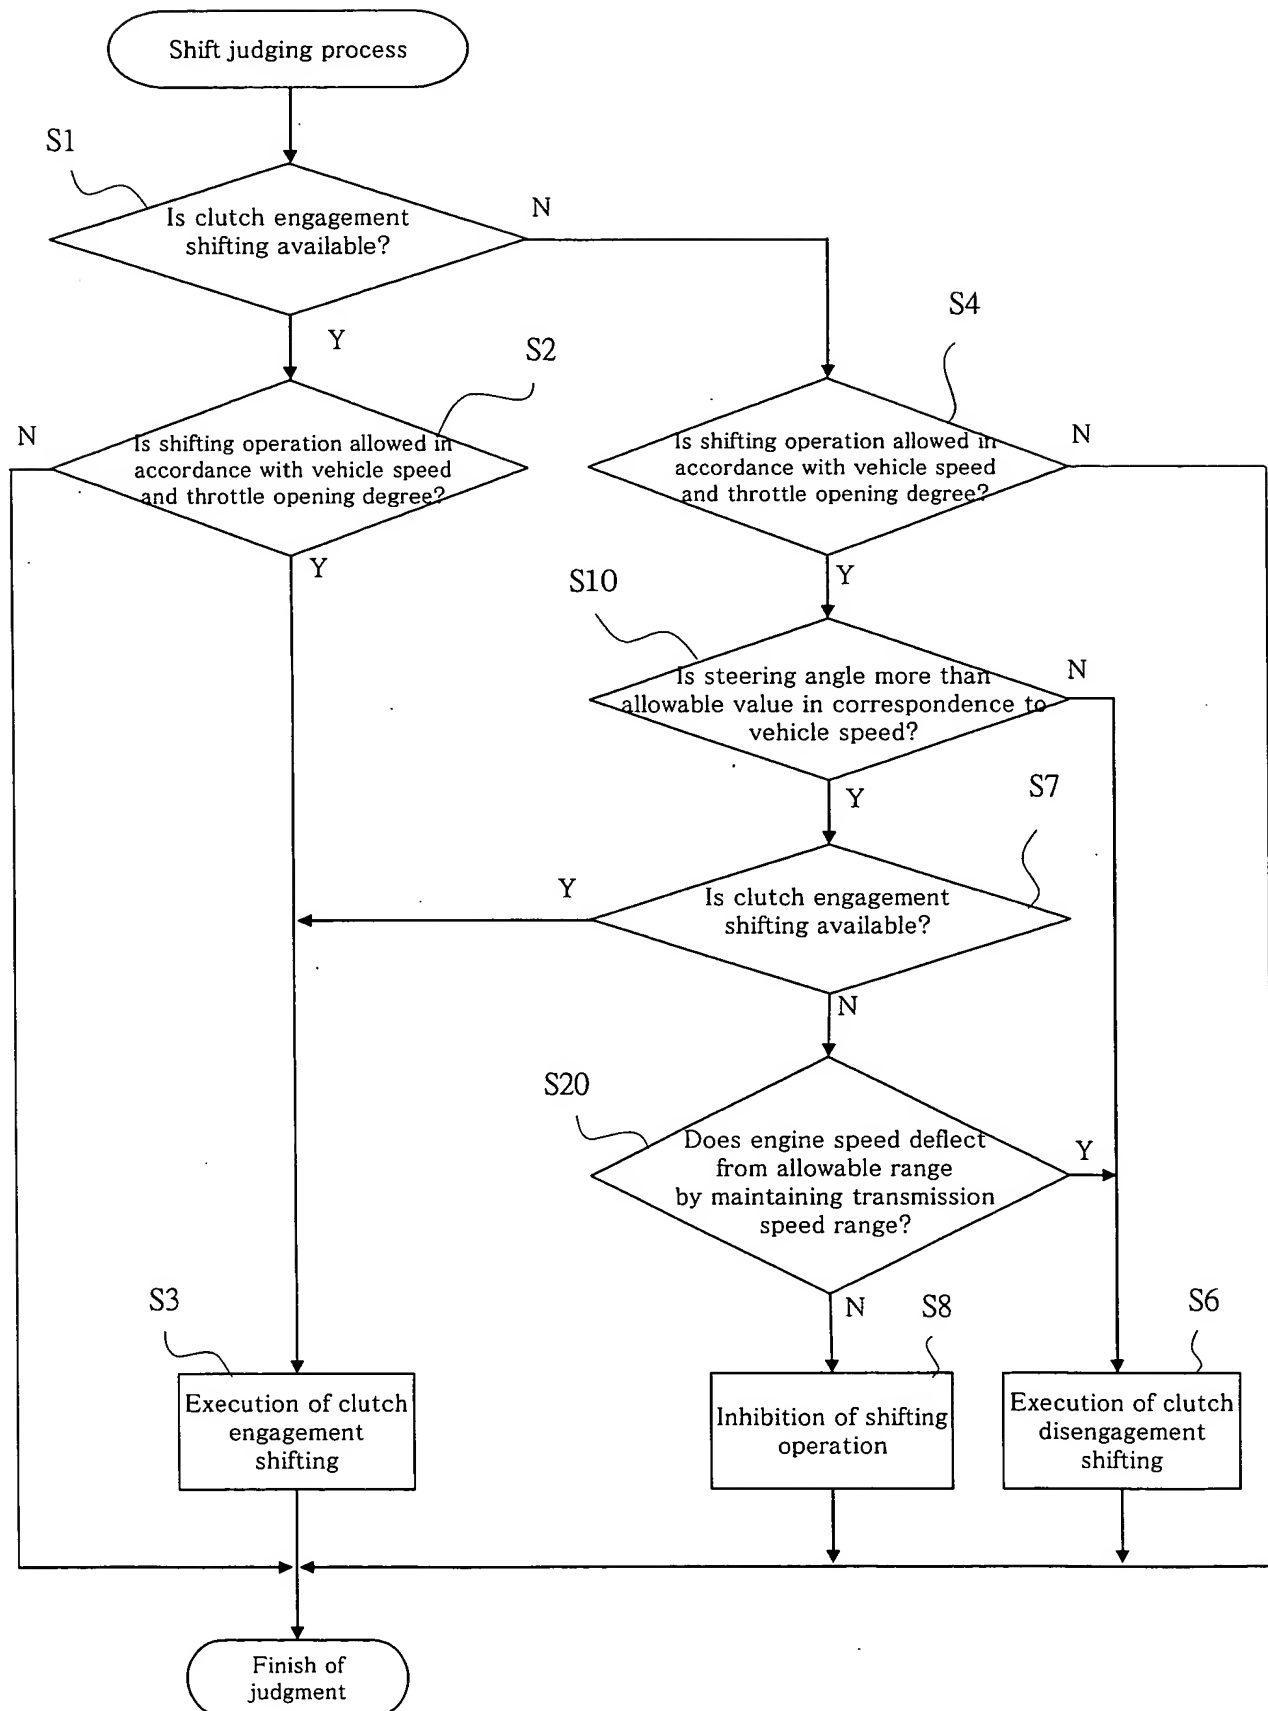 Shift judging process
S1
Is clutch engagement
shifting available?
N
Y
S2
N
Is shifting operation allowed in
accordance with vehicle speed
and throttle opening degree?
Y
S4
Is shifting operation allowed in
accordance with vehicle speed
and throttle opening degree?
N
Y
S10
Is steering angle more than
allowable value in correspondence to
vehicle speed?
N
Y
S7
Y
Is clutch engagement
shifting available?
N
S20
Does engine speed deflect
from allowable range
by maintaining transmission
speed range?
Y
N
S3
Execution of clutch
engagement
shifting
S8
Inhibition of shifting
operation
S6
Execution of clutch
disengagement
shifting
Finish of
judgment